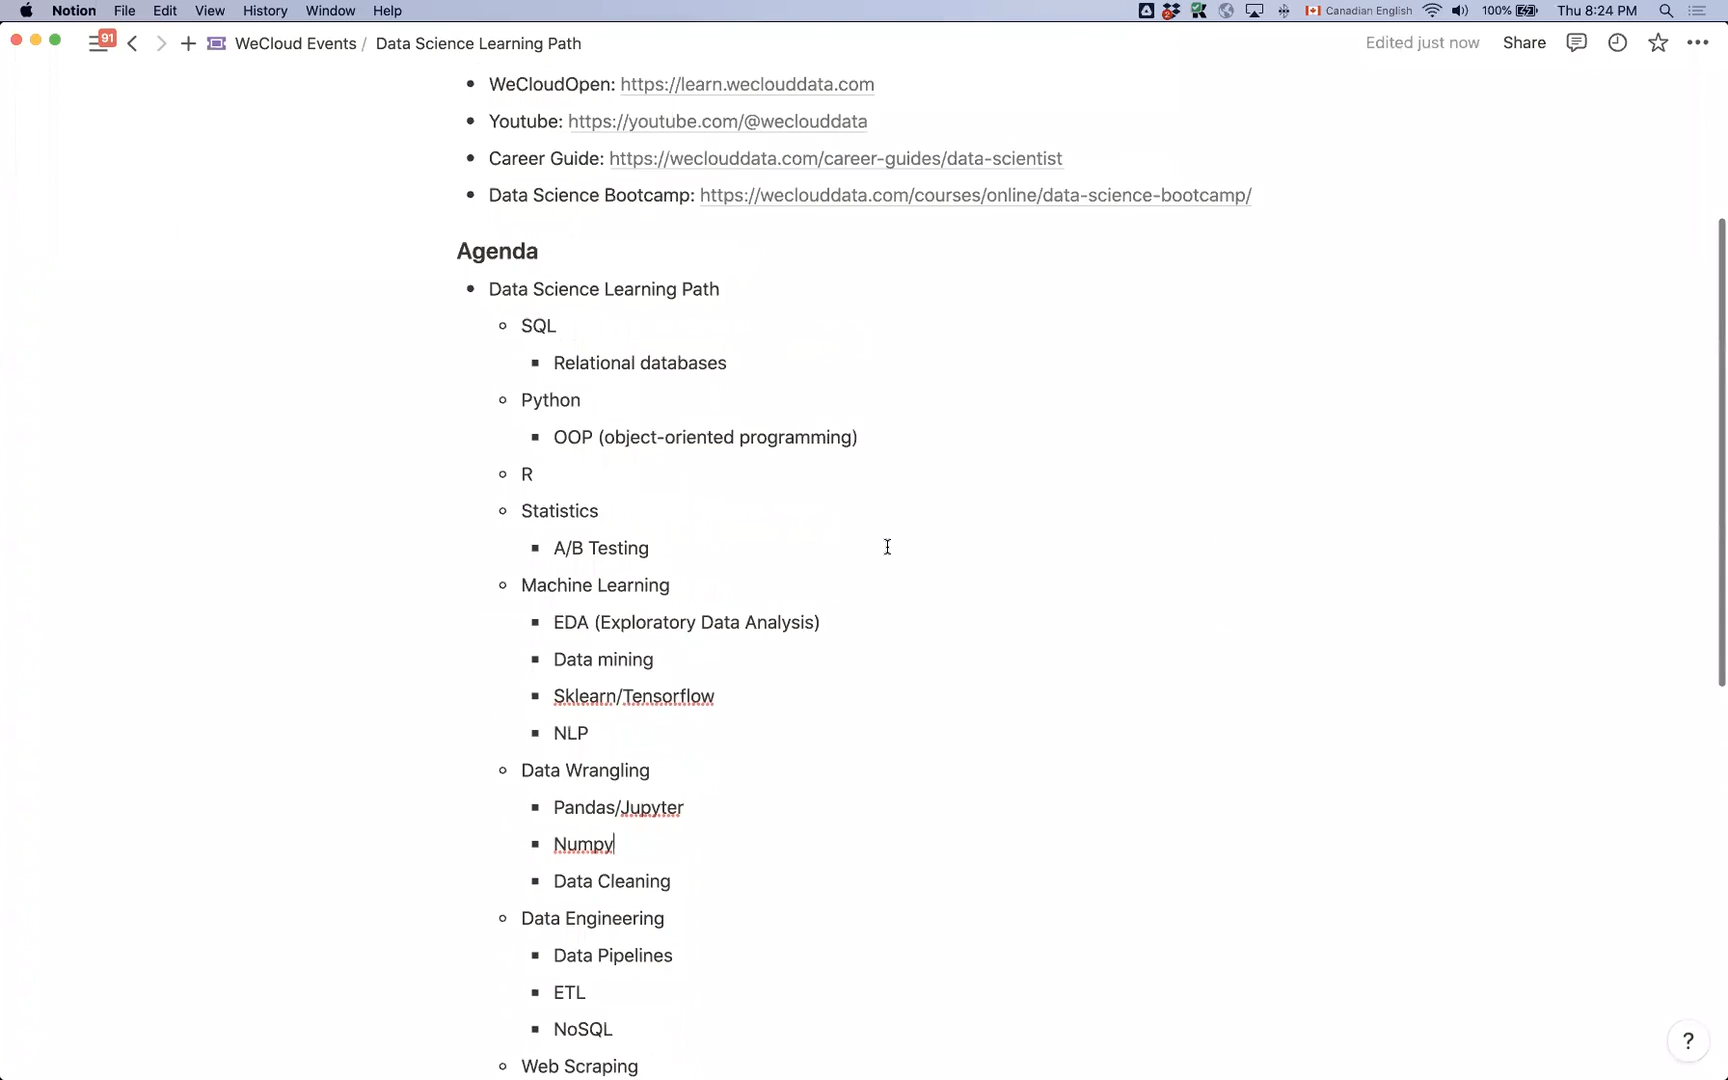 Notion File Edit View History Window Help Canadian English 100% Thu 8:24 PM
91 WeCloud Events / Data Science Learning Path Edited just now Share
WeCloudOpen: https://learn.weclouddata.com
Youtube: https://youtube.com/@weclouddata
Career Guide: https://weclouddata.com/career-guides/data-scientist
Data Science Bootcamp: https://weclouddata.com/courses/online/data-science-bootcamp/
Agenda
Data Science Learning Path
SQL
Relational databases
Python
OOP (object-oriented programming)
R
Statistics
A/B Testing
Machine Learning
EDA (Exploratory Data Analysis)
Data mining
Sklearn/Tensorflow
NLP
Data Wrangling
Pandas/Jupyter
Numpy
Data Cleaning
Data Engineering
Data Pipelines
ETL
NoSQL
Web Scraping
?